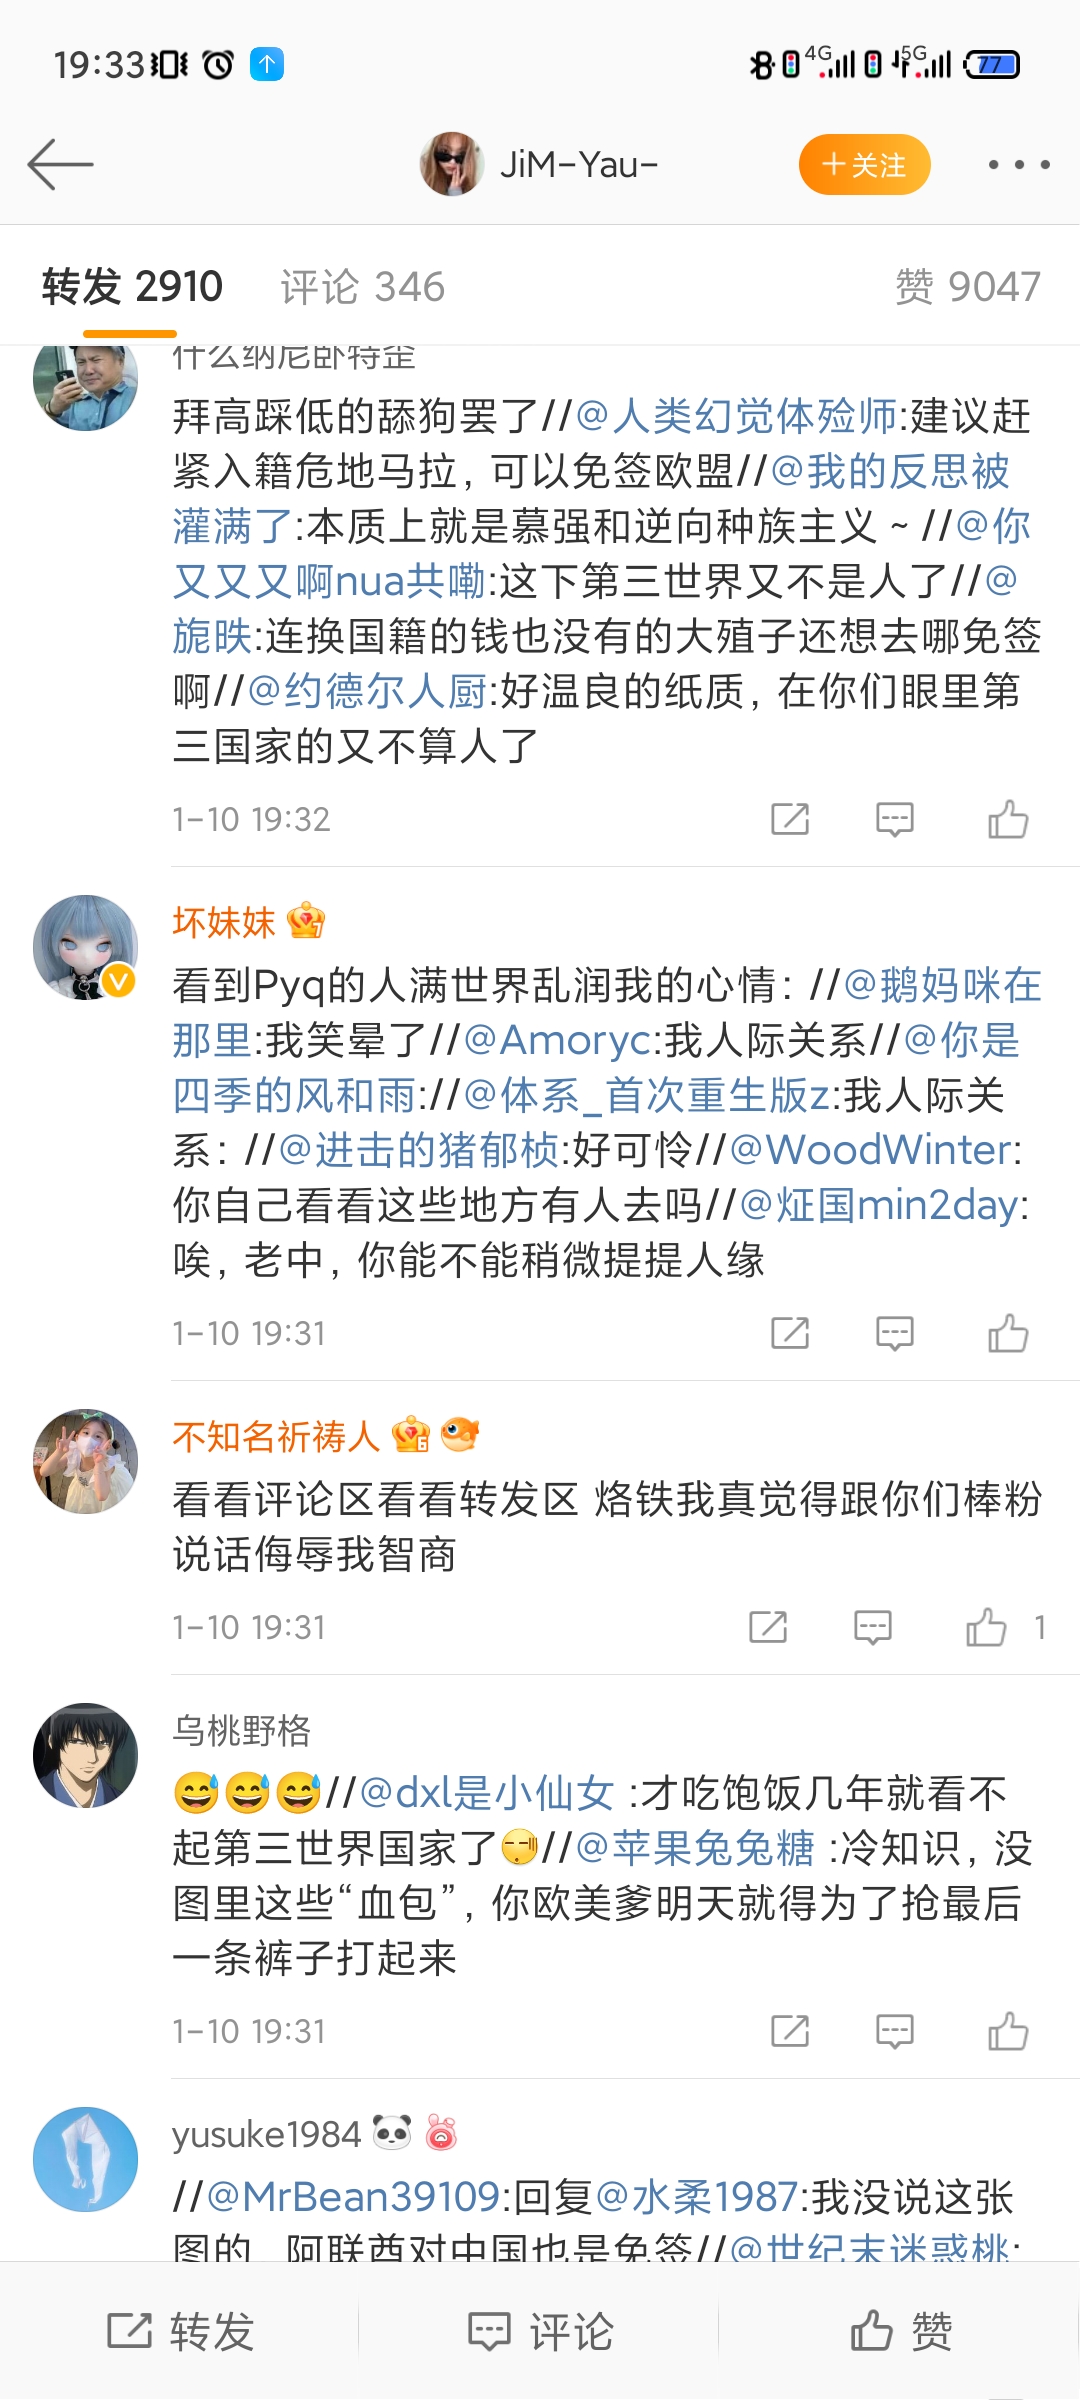 19:33
4G
5G
77
JiM-Yau-
+关注
转发 2910
评论 346
赞 9047
什么纳尼卧特歪
拜高踩低的舔狗罢了//@人类幻觉体验师:建议赶
紧入籍危地马拉，可以免签欧盟//@我的反思被
灌满了:本质上就是慕强和逆向种族主义 ~ //@你
又又又啊nua共嘞:这下第三世界又不是人了//@
旎昳:连换国籍的钱也没有的大殖子还想去哪免签
啊//@约德尔人厨:好温良的纸质，在你们眼里第
三国家的又不算人了
1-10 19:32
坏妹妹
7
看到Pyq的人满世界乱润我的心情：//@鹅妈咪在
那里:我笑晕了//@Amoryc:我人际关系//@你是
四季的风和雨://@体系_首次重生版z:我人际关
系：//@进击的猪郁桢:好可怜//@WoodWinter:
你自己看看这些地方有人去吗//@炡国min2day:
唉，老中，你能不能稍微提提人缘
1-10 19:31
不知名祈祷人
6
看看评论区看看转发区 烙铁我真觉得跟你们棒粉
说话侮辱我智商
1-10 19:31
1
乌桃野格
//@dxl是小仙女 :才吃饱饭几年就看不
起第三世界国家了//@苹果兔兔糖 :冷知识，没
图里这些“血包”，你欧美爹明天就得为了抢最后
一条裤子打起来
1-10 19:31
yusuke1984
//@MrBean39109:回复@水柔1987:我没说这张
图的 阿联酋对中国也是免签//@世纪末迷惑桃:
转发
评论
赞